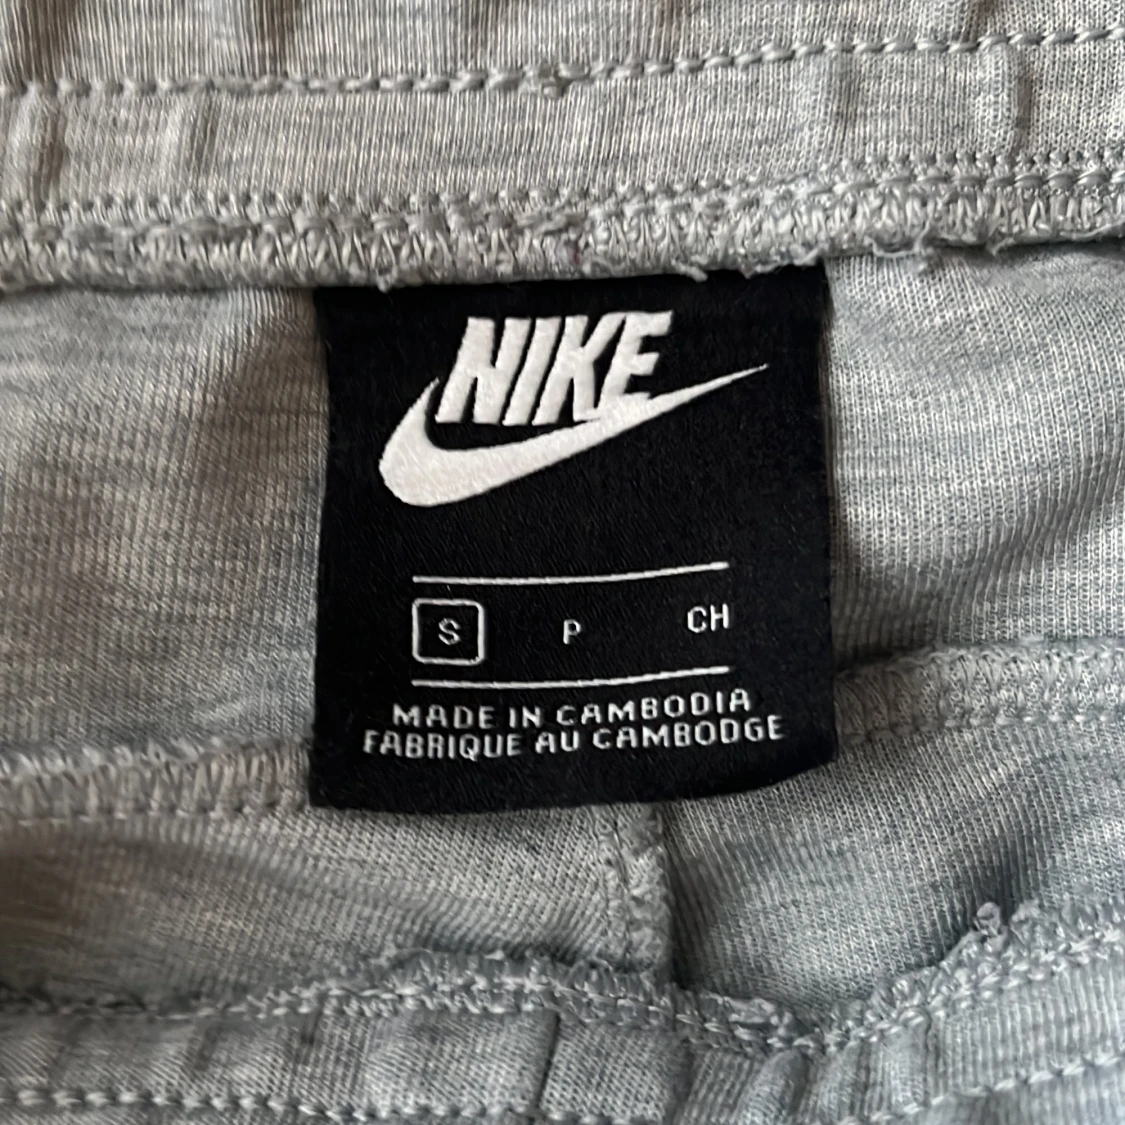 NIKE
S P CH
MADE IN CAMBODIA
FABRIQUE AU CAMBODGE